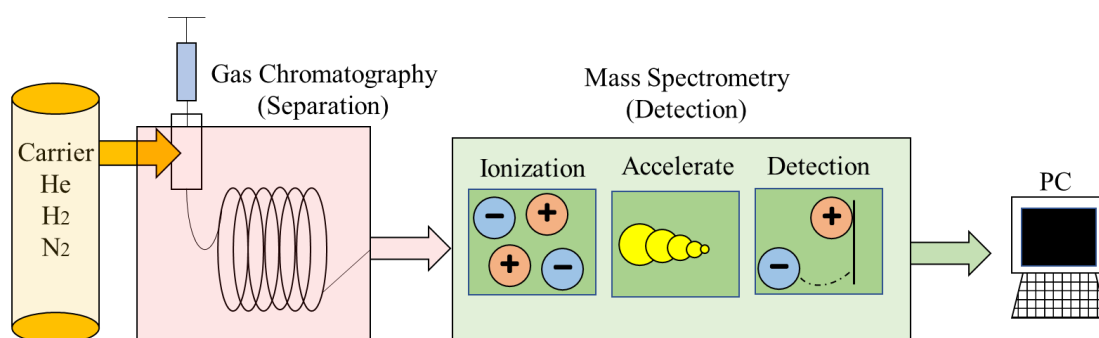 Gas Chromatography
(Separation)
Mass Spectrometry
(Detection)
Carrier
He
H2
N2
Ionization
Accelerate
Detection
− +
+ −
+
−
PC